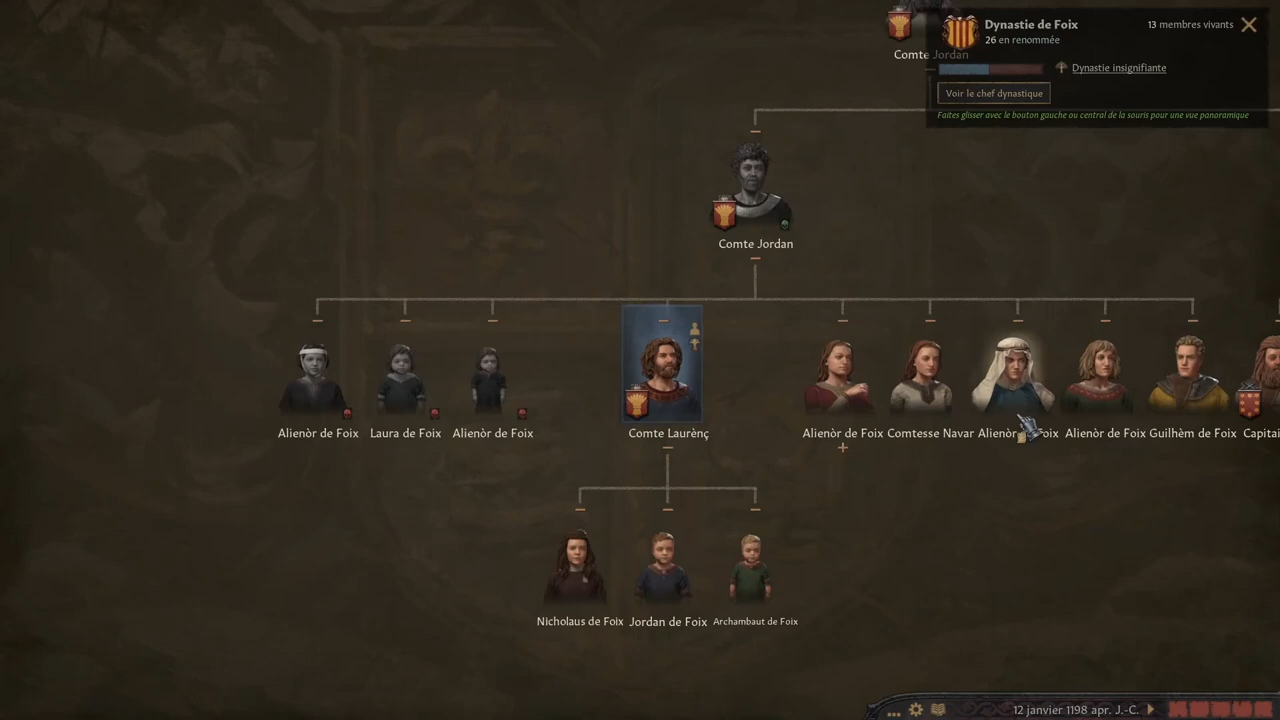 Dynastie de Foix
13 membres vivants
26 en renommée
Comte Jordan
Dynastie insignifiante
Voir le chef dynastique
Faites glisser avec le bouton gauche ou central de la souris pour une vue panoramique
Comte Jordan
Alienòr de Foix
Laura de Foix
Alienòr de Foix
Comte Laurènç
Alienòr de Foix
Comtesse Navar
Alienòr de Foix
Alienòr de Foix
Guilhèm de Foix
Capitai
Nicholaus de Foix
Jordan de Foix
Archambaut de Foix
12 janvier 1198 apr. J.-C.